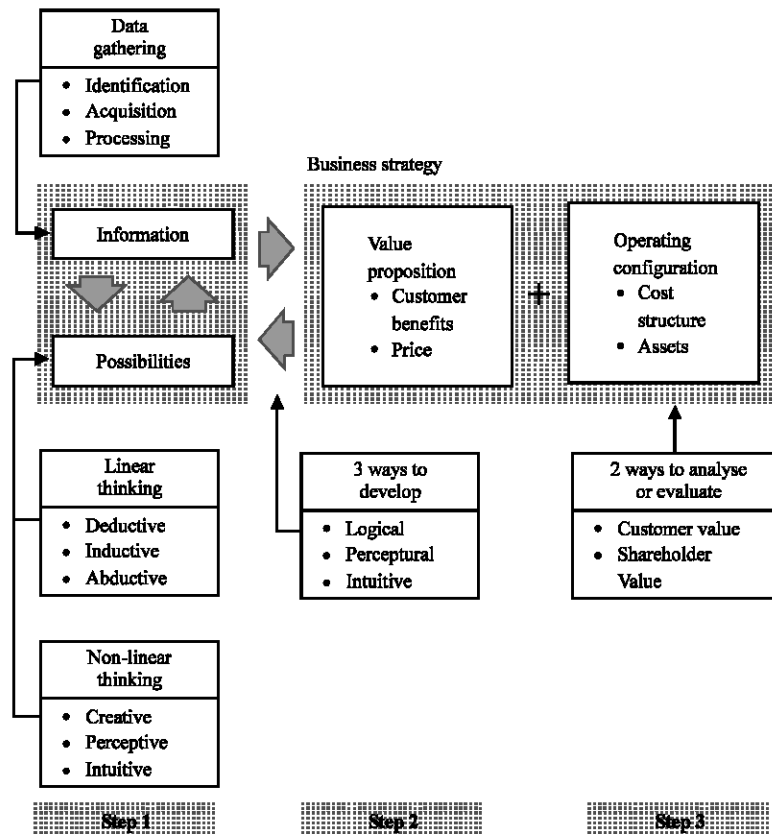 Data
gathering
• Identification
• Acquisition
• Processing
Business strategy
Information
Possibilities
Value
proposition
• Customer
benefits
• Price
+
Operating
configuration
• Cost
structure
• Assets
Linear
thinking
• Deductive
• Inductive
• Abductive
3 ways to
develop
• Logical
• Perceptural
• Intuitive
2 ways to analyse
or evaluate
• Customer value
• Shareholder
Value
Non-linear
thinking
• Creative
• Perceptive
• Intuitive
Step 1
Step 2
Step 3